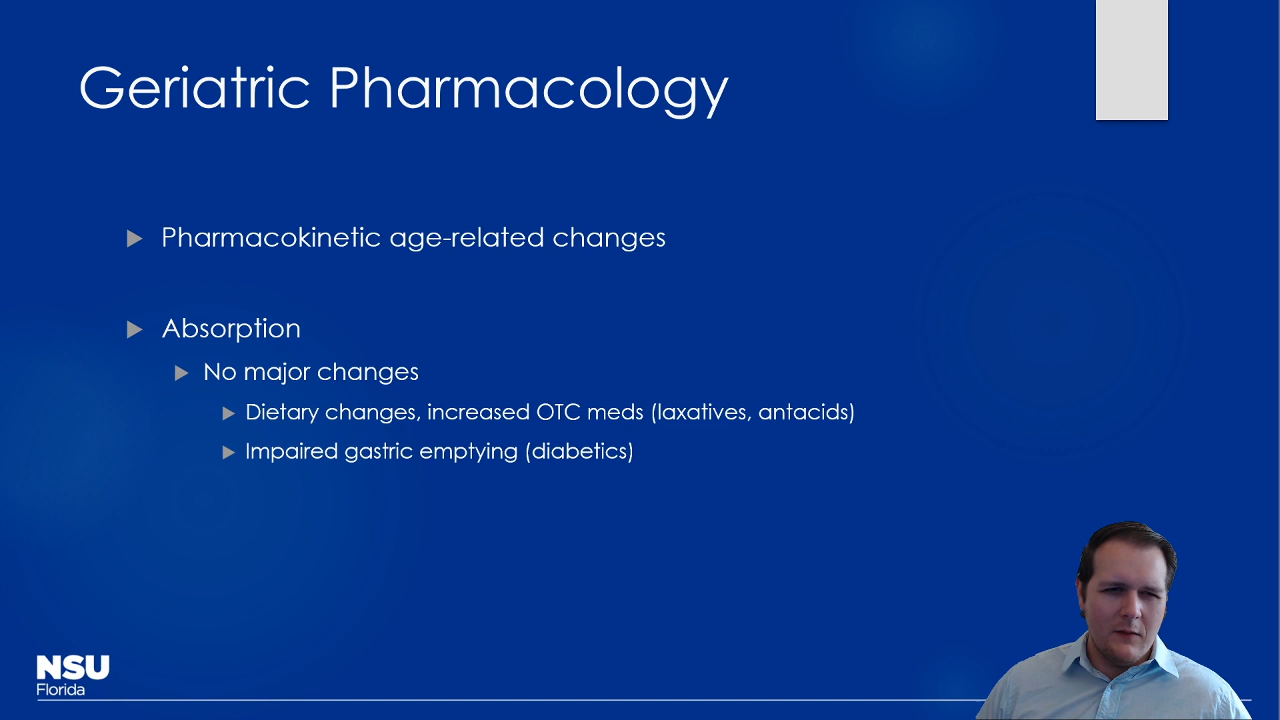 Geriatric Pharmacology
Pharmacokinetic age-related changes
Absorption
No major changes
Dietary changes, increased OTC meds (laxatives, antacids)
Impaired gastric emptying (diabetics)
NSU
Florida